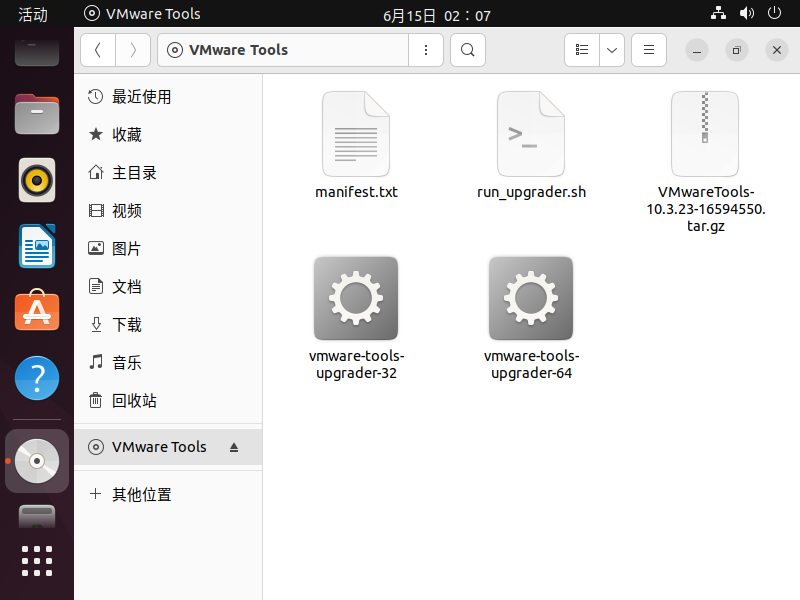 活动
VMware Tools
6月15日 02：07
VMware Tools
最近使用
收藏
主目录
视频
图片
文档
下载
音乐
回收站
VMware Tools
其他位置
manifest.txt
run_upgrader.sh
VMwareTools-
10.3.23-16594550.
tar.gz
vmware-tools-
upgrader-32
vmware-tools-
upgrader-64